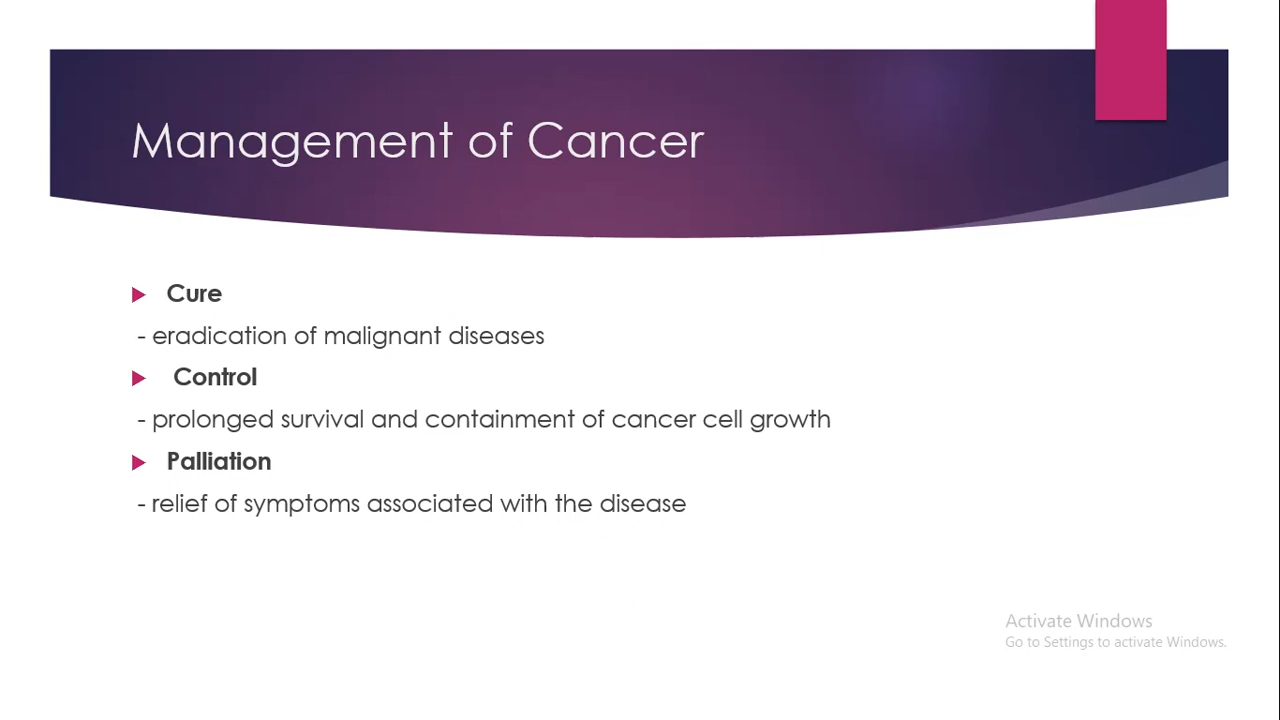 Management of Cancer
Cure
- eradication of malignant diseases
Control
- prolonged survival and containment of cancer cell growth
Palliation
- relief of symptoms associated with the disease
Activate Windows
Go to Settings to activate Windows.